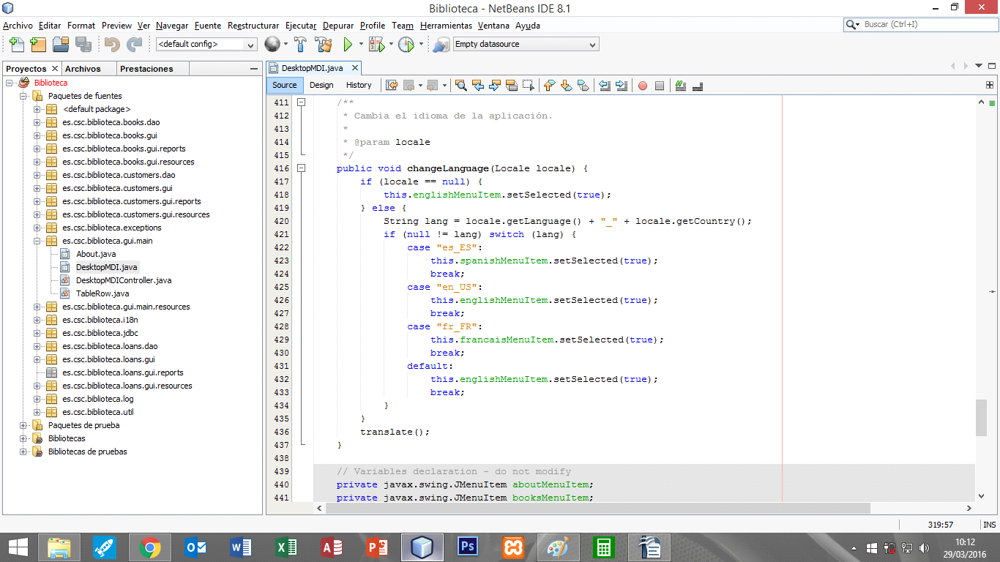 Biblioteca - NetBeans IDE 8.1
Archivo Editar Format Preview Ver Navegar Fuente Reestructurar Ejecutar Depurar Profile Team Herramientas Ventana Ayuda
Buscar (Ctrl+I)
<default config>
Empty datasource
Proyectos Archivos Prestaciones
DesktopMDI.java
Source Design History
Biblioteca
Paquetes de fuentes
<default package>
es.csc.biblioteca.books.dao
es.csc.biblioteca.books.gui
es.csc.biblioteca.books.gui.reports
es.csc.biblioteca.books.gui.resources
es.csc.biblioteca.customers.dao
es.csc.biblioteca.customers.gui
es.csc.biblioteca.customers.gui.reports
es.csc.biblioteca.customers.gui.resources
es.csc.biblioteca.exceptions
es.csc.biblioteca.gui.main
About.java
DesktopMDI.java
DesktopMDIController.java
TableRow.java
es.csc.biblioteca.gui.main.resources
es.csc.biblioteca.i18n
es.csc.biblioteca.jdbc
es.csc.biblioteca.loans.dao
es.csc.biblioteca.loans.gui
es.csc.biblioteca.loans.gui.reports
es.csc.biblioteca.loans.gui.resources
es.csc.biblioteca.log
es.csc.biblioteca.util
Paquetes de prueba
Bibliotecas
Bibliotecas de pruebas
411 /**
412 * Cambia el idioma de la aplicación.
413 *
414 * @param locale
415 */
416 public void changeLanguage(Locale locale) {
417 if (locale == null) {
418 this.englishMenuItem.setSelected(true);
419 } else {
420 String lang = locale.getLanguage() + "_" + locale.getCountry();
421 if (null != lang) switch (lang) {
422 case "es_ES":
423 this.spanishMenuItem.setSelected(true);
424 break;
425 case "en_US":
426 this.englishMenuItem.setSelected(true);
427 break;
428 case "fr_FR":
429 this.francaisMenuItem.setSelected(true);
430 break;
431 default:
432 this.englishMenuItem.setSelected(true);
433 break;
434 }
435 }
436 translate();
437 }
438
439 // Variables declaration - do not modify
440 private javax.swing.JMenuItem aboutMenuItem;
441 private javax.swing.JMenuItem booksMenuItem;
319:57 INS
Ps
10:12
29/03/2016